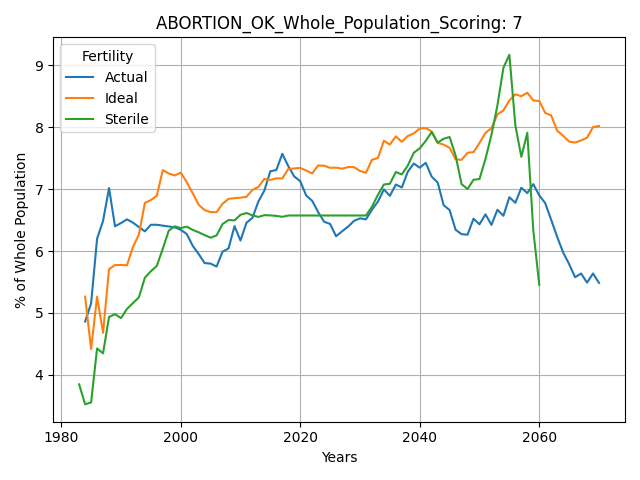 ABORTION_OK_Whole_Population_Scoring: 7
Fertility
Actual
Ideal
Sterile
% of Whole Population
9
8
7
6
5
4
1980 2000 2020 2040 2060
Years